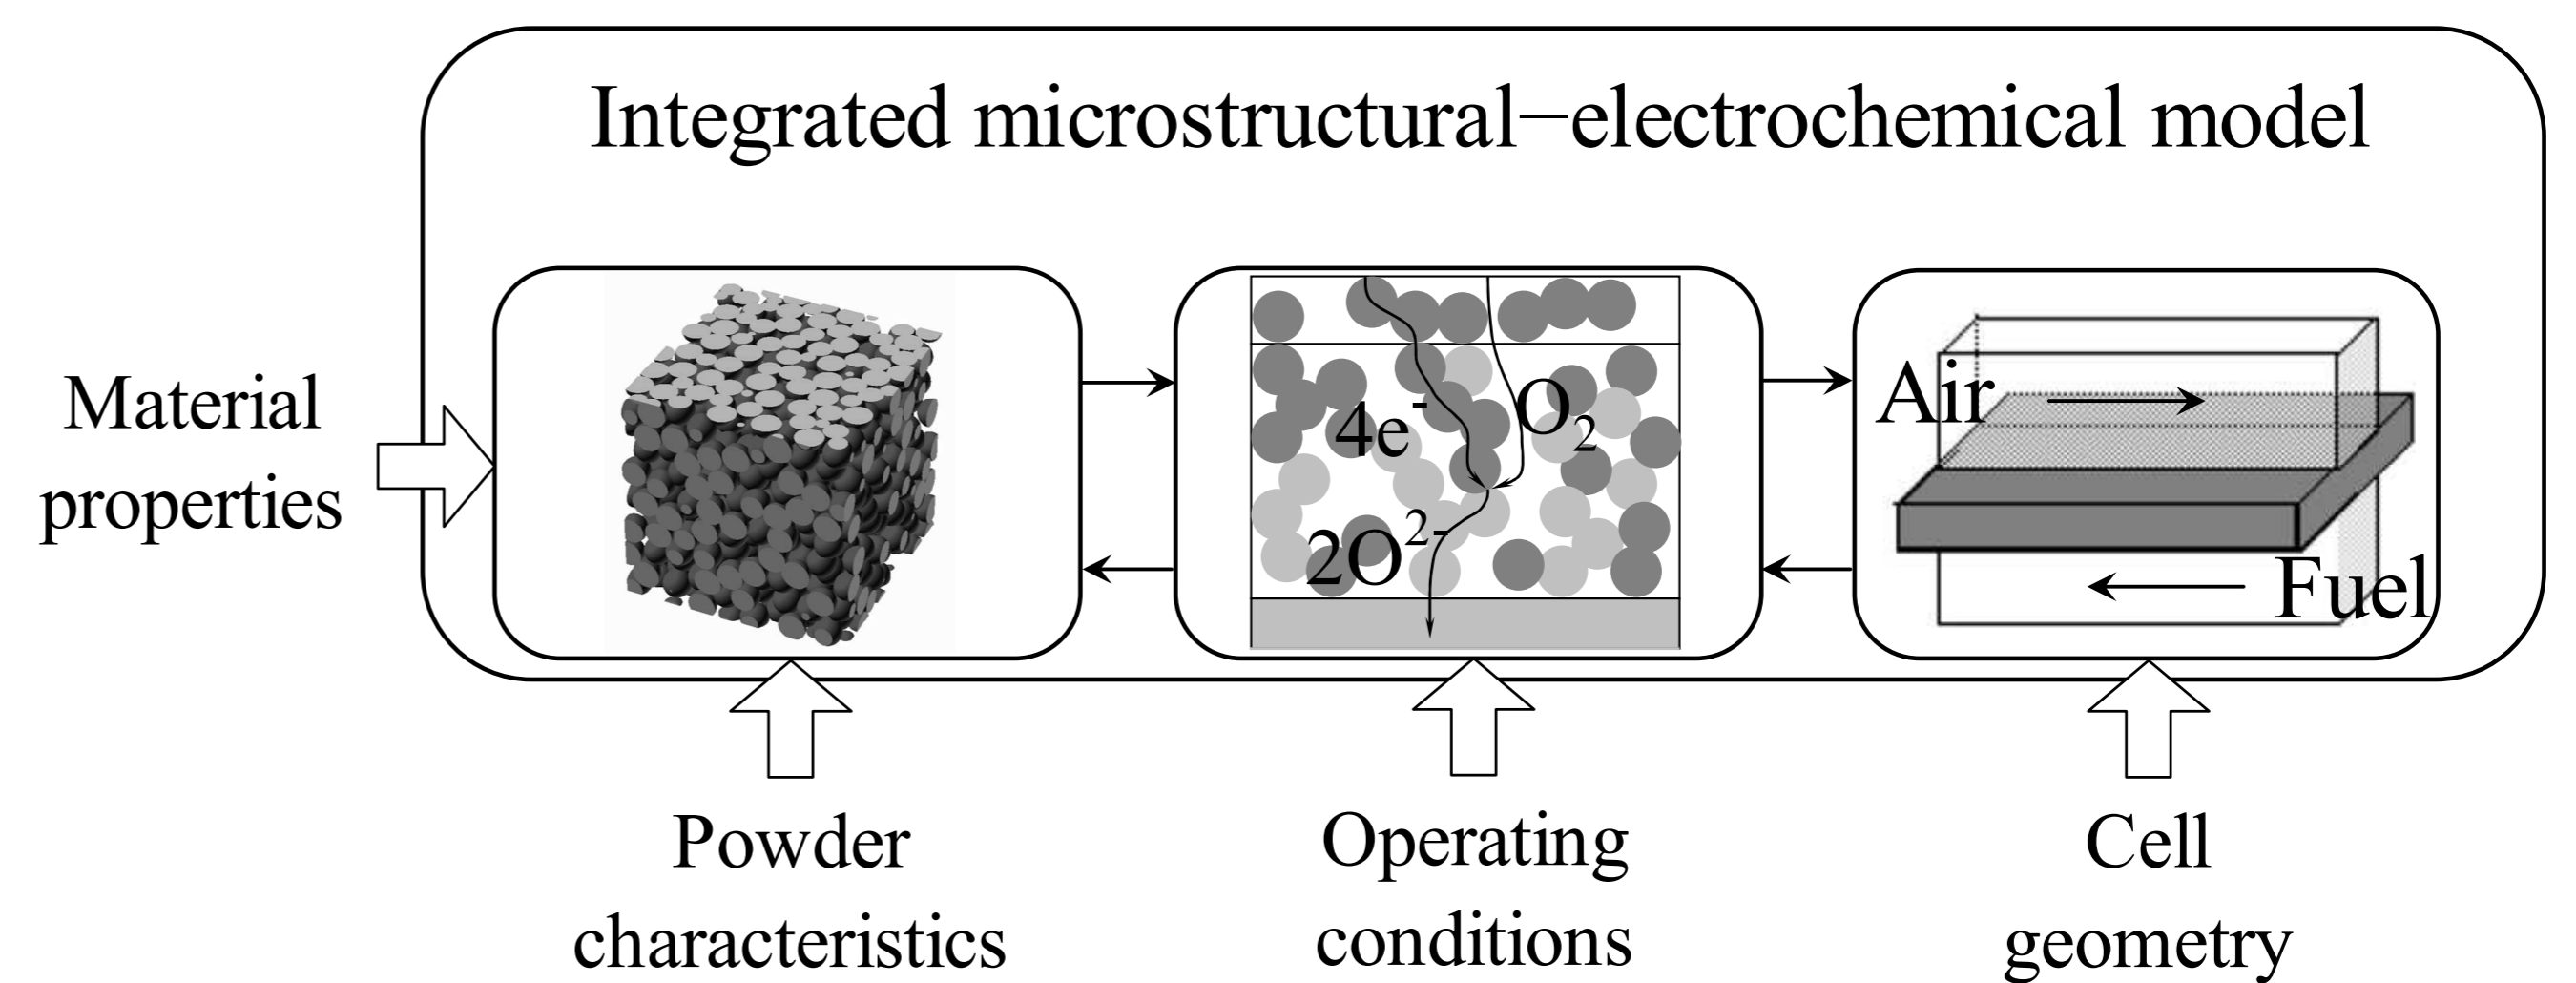 Integrated microstructural−electrochemical model
Material
properties
4e⁻
O₂
2O²⁻
Air
Fuel
Powder
characteristics
Operating
conditions
Cell
geometry